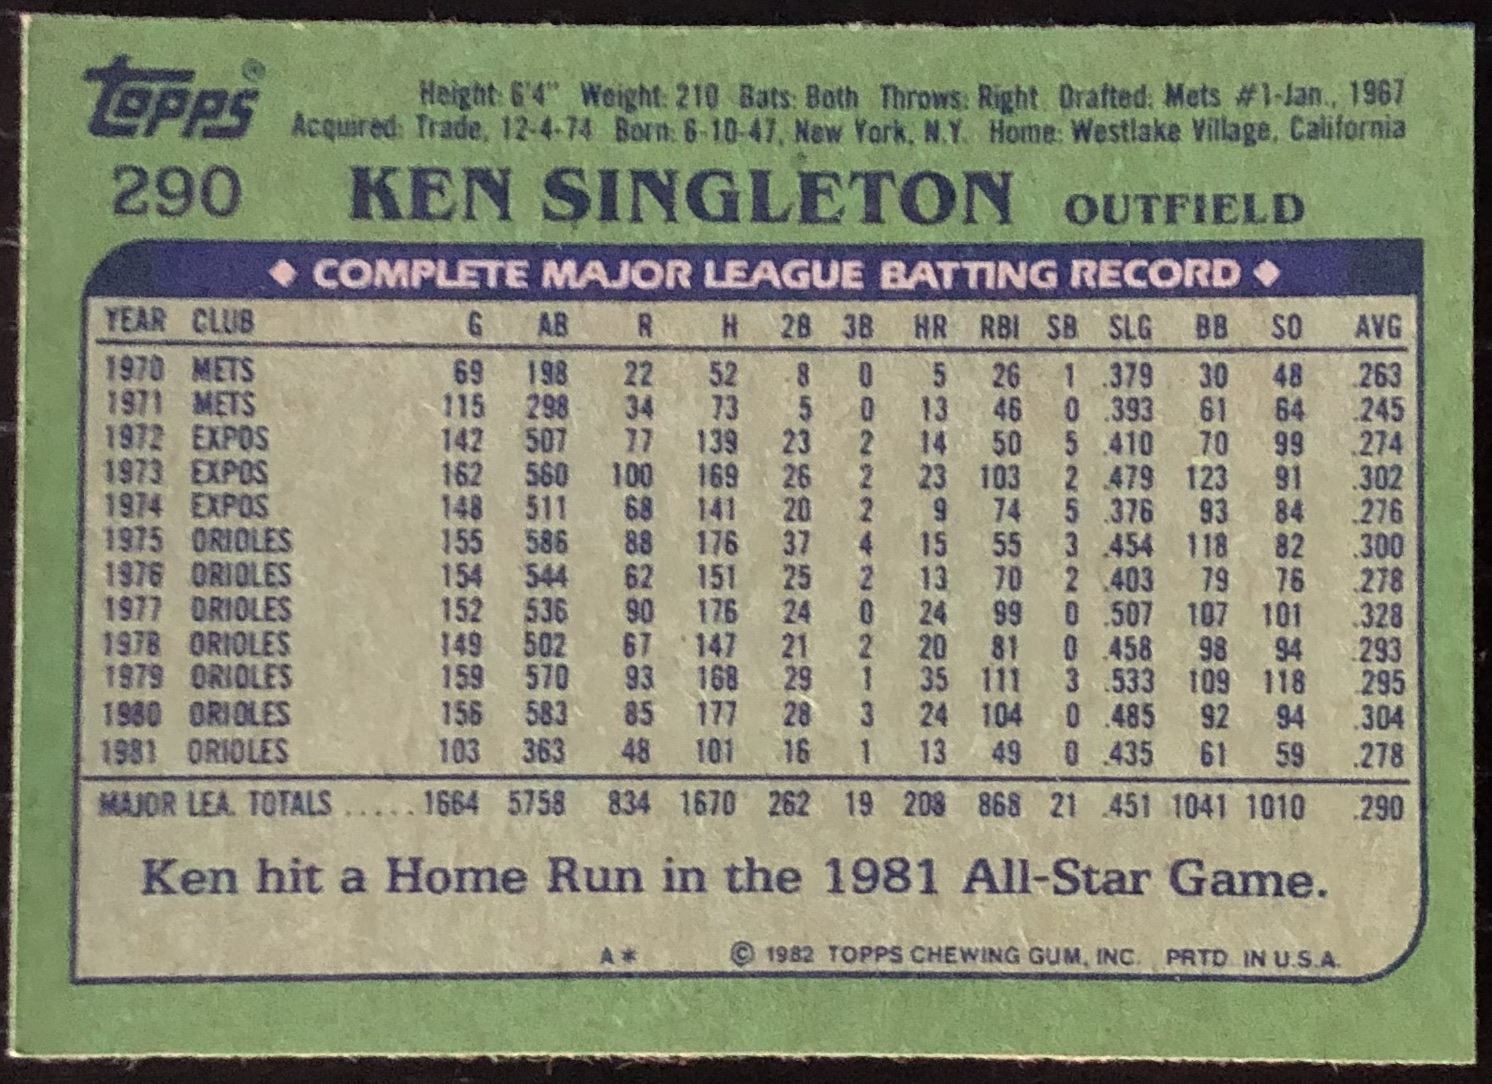 Topps®
Height: 6'4" Weight: 210 Bats: Both Throws: Right Drafted: Mets #1-Jan., 1967
Acquired: Trade, 12-4-74 Born: 6-10-47, New York, N.Y. Home: Westlake Village, California
290 KEN SINGLETON OUTFIELD
◆ COMPLETE MAJOR LEAGUE BATTING RECORD ◆
YEAR CLUB G AB R H 2B 3B HR RBI SB SLG BB SO AVG
1970 METS 69 198 22 52 8 0 5 26 1 .379 30 48 .263
1971 METS 115 298 34 73 5 0 13 46 0 .393 61 64 .245
1972 EXPOS 142 507 77 139 23 2 14 50 5 .410 70 99 .274
1973 EXPOS 162 560 100 169 26 2 23 103 2 .479 123 91 .302
1974 EXPOS 148 511 68 141 20 2 9 74 5 .376 93 84 .276
1975 ORIOLES 155 586 88 176 37 4 15 55 3 .454 118 82 .300
1976 ORIOLES 154 544 62 151 25 2 13 70 2 .403 79 76 .278
1977 ORIOLES 152 536 90 176 24 0 24 99 0 .507 107 101 .328
1978 ORIOLES 149 502 67 147 21 2 20 81 0 .458 98 94 .293
1979 ORIOLES 159 570 93 168 29 1 35 111 3 .533 109 118 .295
1980 ORIOLES 156 583 85 177 28 3 24 104 0 .485 92 94 .304
1981 ORIOLES 103 363 48 101 16 1 13 49 0 .435 61 59 .278
MAJOR LEA. TOTALS ..... 1664 5758 834 1670 262 19 208 868 21 .451 1041 1010 .290
Ken hit a Home Run in the 1981 All-Star Game.
A* © 1982 TOPPS CHEWING GUM, INC. PRTD. IN U.S.A.